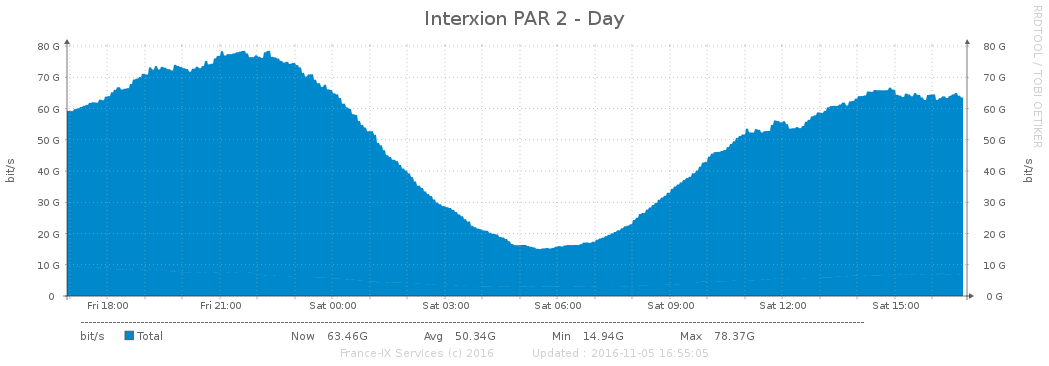 Interxion PAR 2 - Day
RRDTOOL / TOBI OETIKER
bit/s
bit/s
80 G 80 G
70 G 70 G
60 G 60 G
50 G 50 G
40 G 40 G
30 G 30 G
20 G 20 G
10 G 10 G
0 0 G
Fri 18:00 Fri 21:00 Sat 00:00 Sat 03:00 Sat 06:00 Sat 09:00 Sat 12:00 Sat 15:00
bit/s Total Now 63.46G Avg 50.34G Min 14.94G Max 78.37G
France-IX Services (c) 2016 Updated : 2016-11-05 16:55:05